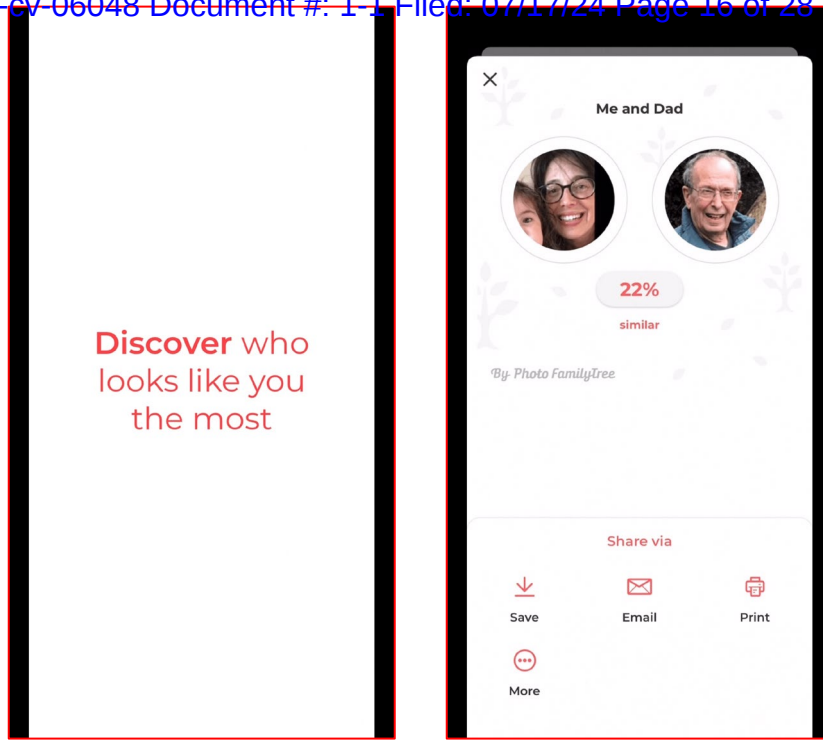 -cv-06048 Document #: 1-1 Filed: 07/17/24 Page 16 of 28
Discover who
looks like you
the most
Me and Dad
22%
similar
By Photo FamilyTree
Share via
Save
Email
Print
More